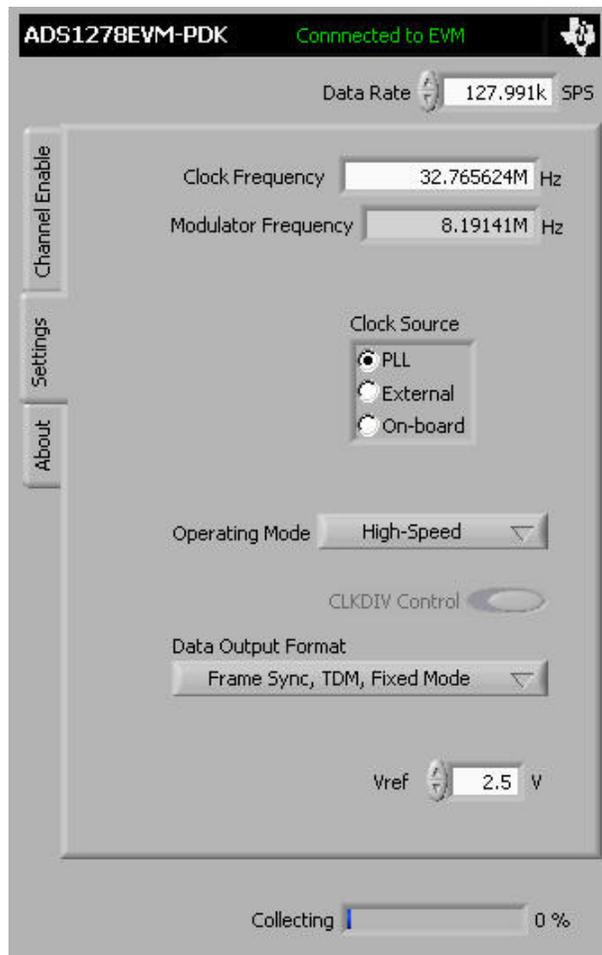 ADS1278EVM-PDK Connnected to EVM
Data Rate 127.991k SPS
Channel Enable
Settings
About
Clock Frequency 32.765624M Hz
Modulator Frequency 8.19141M Hz
Clock Source
PLL
External
On-board
Operating Mode High-Speed
CLKDIV Control
Data Output Format
Frame Sync, TDM, Fixed Mode
Vref 2.5 V
Collecting 0 %